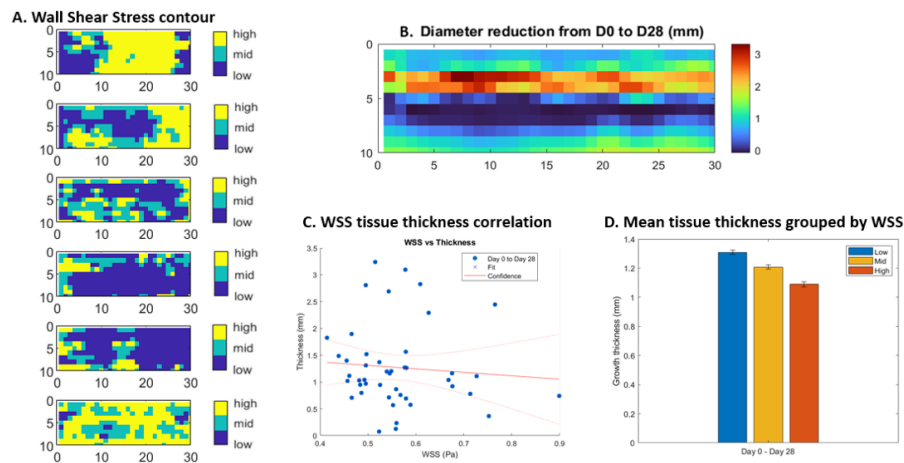 A. Wall Shear Stress contour
0
5
10
0
10
20
30
high
mid
low
0
5
10
0
10
20
30
high
mid
low
0
5
10
0
10
20
30
high
mid
low
0
5
10
0
10
20
30
high
mid
low
0
5
10
0
10
20
30
high
mid
low
0
5
10
0
10
20
30
high
mid
low
B. Diameter reduction from D0 to D28 (mm)
0
5
10
0
5
10
15
20
25
30
3
2
1
0
C. WSS tissue thickness correlation
WSS vs Thickness
Day 0 to Day 28
Fit
Confidence
Thickness (mm)
3.5
3
2.5
2
1.5
1
0.5
0
0.4
0.5
0.6
0.7
0.8
0.9
WSS (Pa)
D. Mean tissue thickness grouped by WSS
Low
Mid
High
Growth thickness (mm)
1.4
1.2
1
0.8
0.6
0.4
0.2
0
Day 0 - Day 28